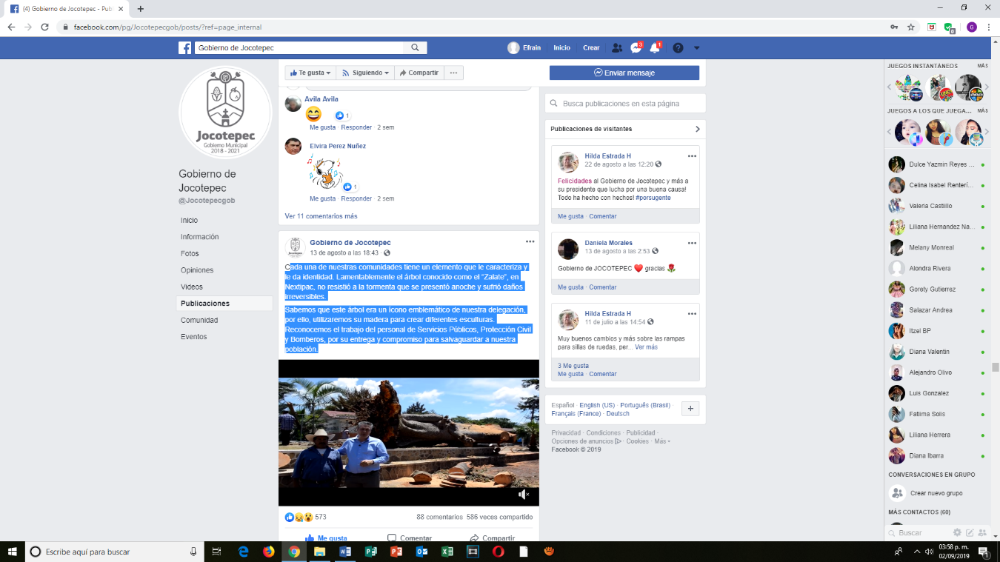 (4) Gobierno de Jocotepec - Pub
facebook.com/pg/Jocotepecgob/posts/?ref=page_internal
G
Gobierno de Jocotepec
Efrain
Inicio
Crear
3
1
Jocotepec
Gobierno Municipal
2018 - 2021
Gobierno de
Jocotepec
@Jocotepecgob
Inicio
Información
Fotos
Opiniones
Videos
Publicaciones
Comunidad
Eventos
Te gusta
Siguiendo
Compartir
Enviar mensaje
Avila Avila
1
Me gusta · Responder · 2 sem
Elvira Perez Nuñez
1
Me gusta · Responder · 2 sem
Ver 11 comentarios más
Gobierno de Jocotepec
13 de agosto a las 18:43 ·
Cada una de nuestras comunidades tiene un elemento que le caracteriza y
le da identidad. Lamentablemente el árbol conocido como el "Zalate", en
Nextipac, no resistió a la tormenta que se presentó anoche y sufrió daños
irreversibles.
Sabemos que este árbol era un ícono emblemático de nuestra delegación,
por ello, utilizaremos su madera para crear diferentes esculturas.
Reconocemos el trabajo del personal de Servicios Públicos, Protección Civil
y Bomberos, por su entrega y compromiso para salvaguardar a nuestra
población.
573
88 comentarios 586 veces compartido
Me gusta
Comentar
Compartir
Busca publicaciones en esta página
Publicaciones de visitantes
Hilda Estrada H
22 de agosto a las 12:20
Felicidades al Gobierno de Jocotepec y más a
su presidente que lucha por una buena causa!
Todo ha hecho con hechos! #porsugente
Me gusta · Comentar
Daniela Morales
13 de agosto a las 2:53
Gobierno de JOCOTEPEC ❤ gracias 🌹
Me gusta · Comentar
Hilda Estrada H
11 de julio a las 14:54
Muy buenos cambios y más sobre las rampas
para sillas de ruedas, per... Ver más
3 Me gusta
Me gusta · Comentar
Español · English (US) · Português (Brasil)
Français (France) · Deutsch
Privacidad · Condiciones · Publicidad ·
Opciones de anuncios · Cookies · Más
Facebook © 2019
JUEGOS INSTANTÁNEOS MÁS
JUEGOS A LOS QUE JUEGA... MÁS
Dulce Yazmin Reyes ...
Celina Isabel Renterí...
Valeria Castillo
Liliana Hernandez Na...
Melany Monreal
Alondra Rivera
Gorety Gutierrez
Salazar Andrea
Itzel BP
Diana Valentin
Alejandro Olivo
Luis Gonzalez
Fatiima Solis
Liliana Herrera
Diana Ibarra
CONVERSACIONES EN GRUPO
Crear nuevo grupo
MÁS CONTACTOS (60)
Buscar
Escribe aquí para buscar
03:58 p. m.
02/09/2019
1